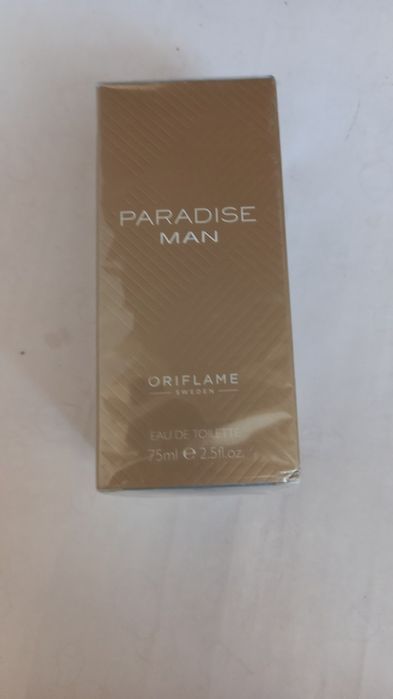 PARADISE
MAN
ORIFLAME
SWEDEN
EAU DE TOILETTE
75ml ℮ 2.5fl.oz.